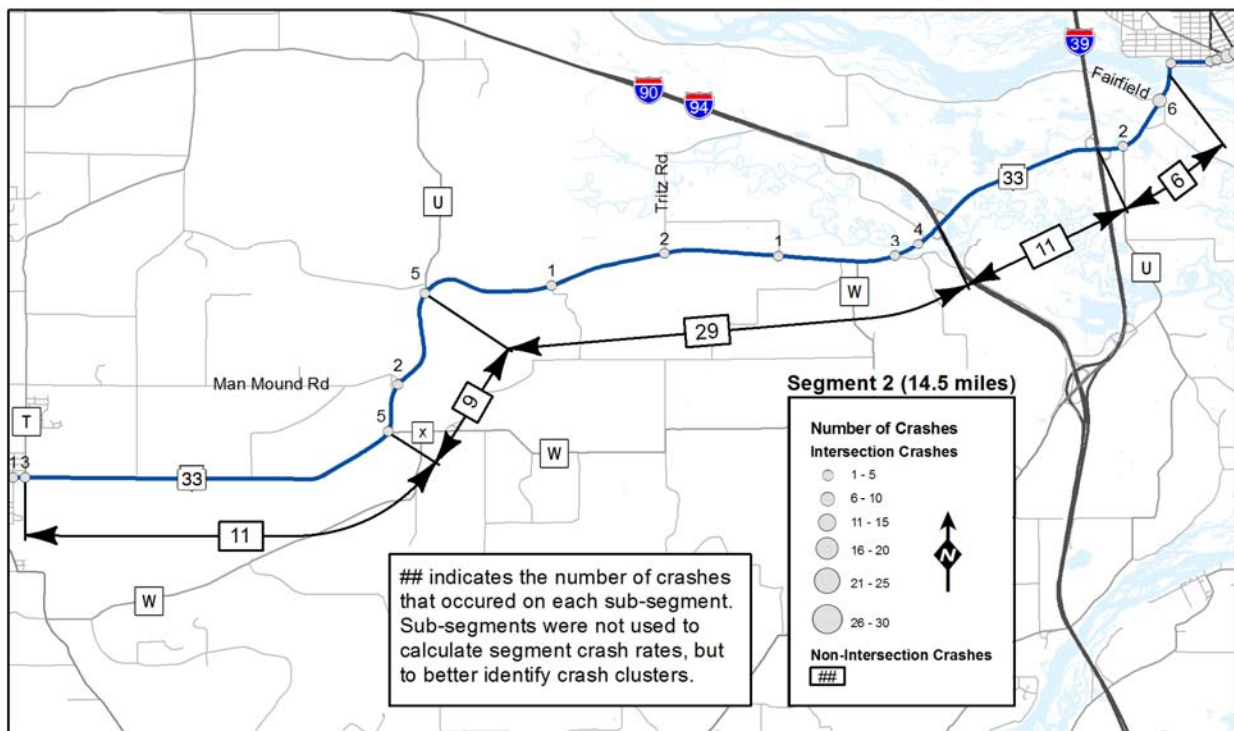 39
Fairfield
90
94
6
2
Tritz Rd
33
6
U
4
3
11
2
1
5
1
U
W
29
2
Man Mound Rd
9
Segment 2 (14.5 miles)
T
5
x
W
13
33
11
W
Number of Crashes
Intersection Crashes
1 - 5
6 - 10
11 - 15
16 - 20
21 - 25
26 - 30
N
Non-Intersection Crashes
##
## indicates the number of crashes
that occured on each sub-segment.
Sub-segments were not used to
calculate segment crash rates, but
to better identify crash clusters.